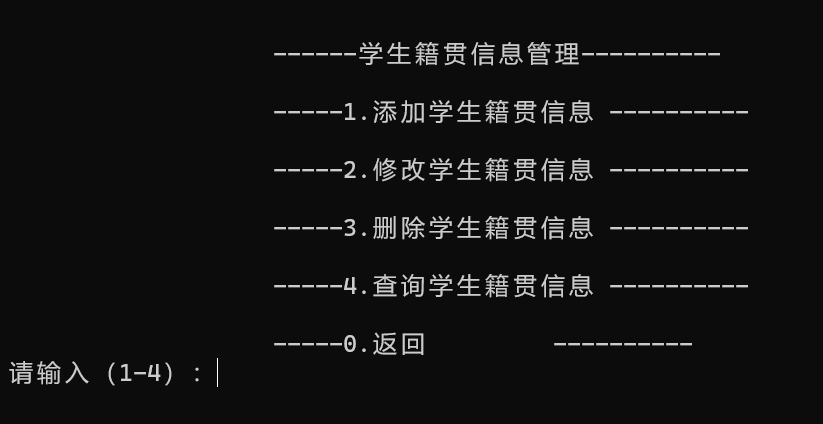 ------学生籍贯信息管理----------
-----1.添加学生籍贯信息 ----------
-----2.修改学生籍贯信息 ----------
-----3.删除学生籍贯信息 ----------
-----4.查询学生籍贯信息 ----------
-----0.返回         ----------
请输入（1-4）：